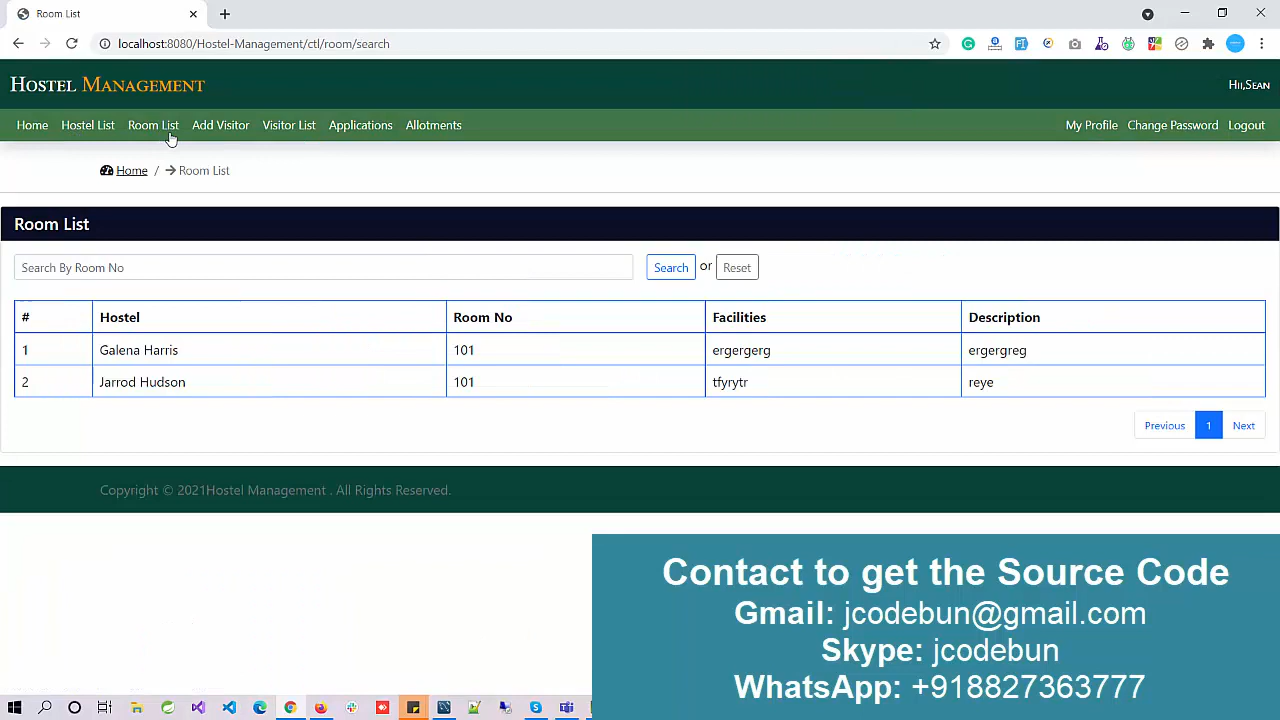 Room List
localhost:8080/Hostel-Management/ctl/room/search
Hostel Management
Hii,Sean
Home Hostel List Room List Add Visitor Visitor List Applications Allotments My Profile Change Password Logout
Home / Room List
Room List
Search By Room No Search or Reset
# Hostel Room No Facilities Description
1 Galena Harris 101 ergergerg ergergreg
2 Jarrod Hudson 101 tfyrytr reye
Previous 1 Next
Copyright © 2021Hostel Management . All Rights Reserved.
Contact to get the Source Code
Gmail: jcodebun@gmail.com
Skype: jcodebun
WhatsApp: +918827363777